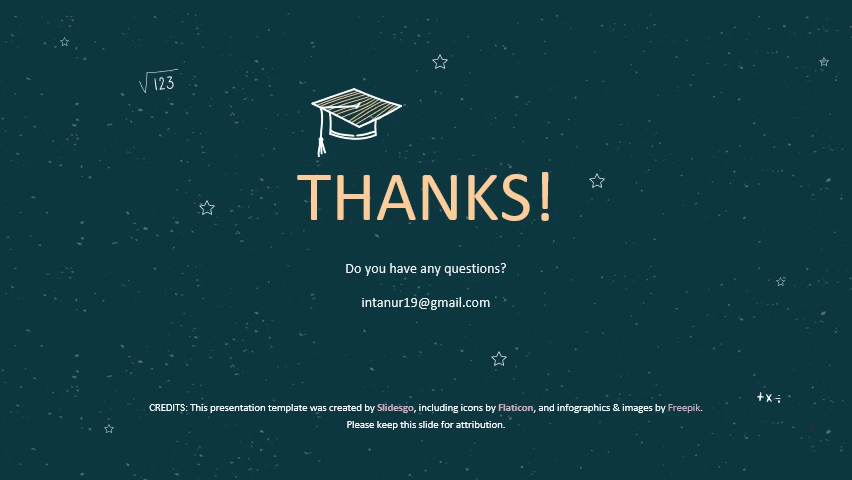 √123
THANKS!
Do you have any questions?
intanur19@gmail.com
+×÷
CREDITS: This presentation template was created by Slidesgo, including icons by Flaticon, and infographics & images by Freepik.
Please keep this slide for attribution.